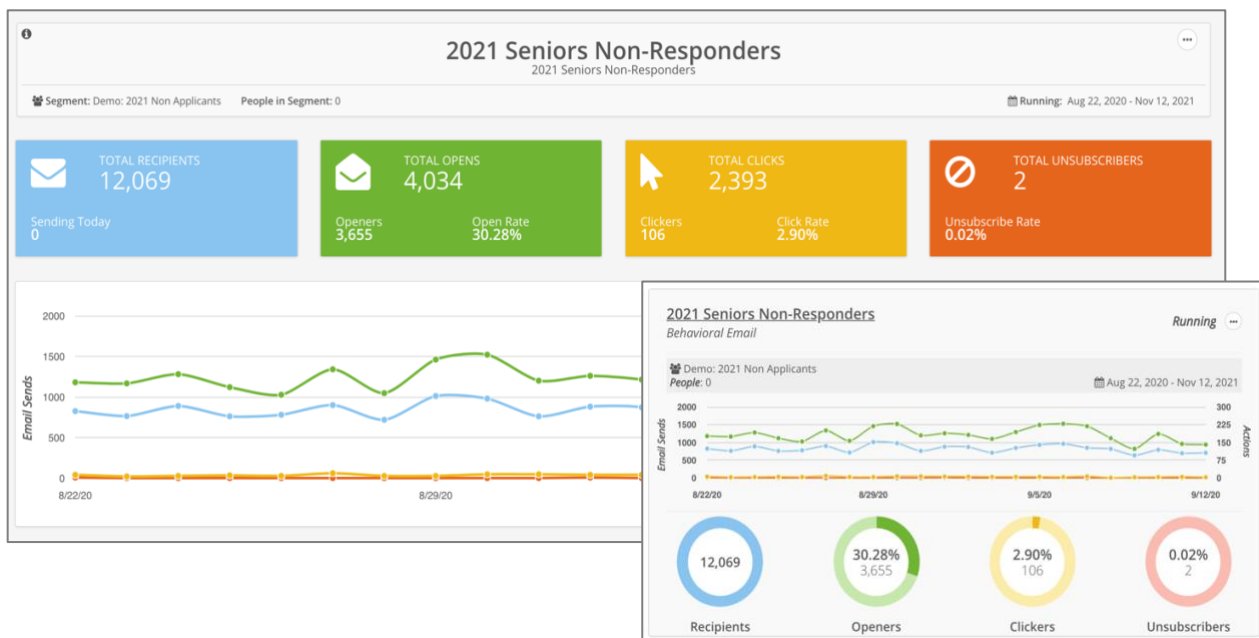 2021 Seniors Non-Responders
2021 Seniors Non-Responders
Segment: Demo: 2021 Non Applicants People in Segment: 0
Running: Aug 22, 2020 - Nov 12, 2021
TOTAL RECIPIENTS
12,069
Sending Today
0
TOTAL OPENS
4,034
Openers Open Rate
3,655 30.28%
TOTAL CLICKS
2,393
Clickers Click Rate
106 2.90%
TOTAL UNSUBSCRIBERS
2
Unsubscribe Rate
0.02%
Email Sends
2000
1500
1000
500
0
8/22/20 8/29/20
2021 Seniors Non-Responders
Behavioral Email
Running
Demo: 2021 Non Applicants
People: 0
Aug 22, 2020 - Nov 12, 2021
Email Sends
Actions
2000 300
1500 225
1000 150
500 75
0 0
8/22/20 8/29/20 9/5/20 9/12/20
12,069
Recipients
30.28%
3,655
Openers
2.90%
106
Clickers
0.02%
2
Unsubscribers